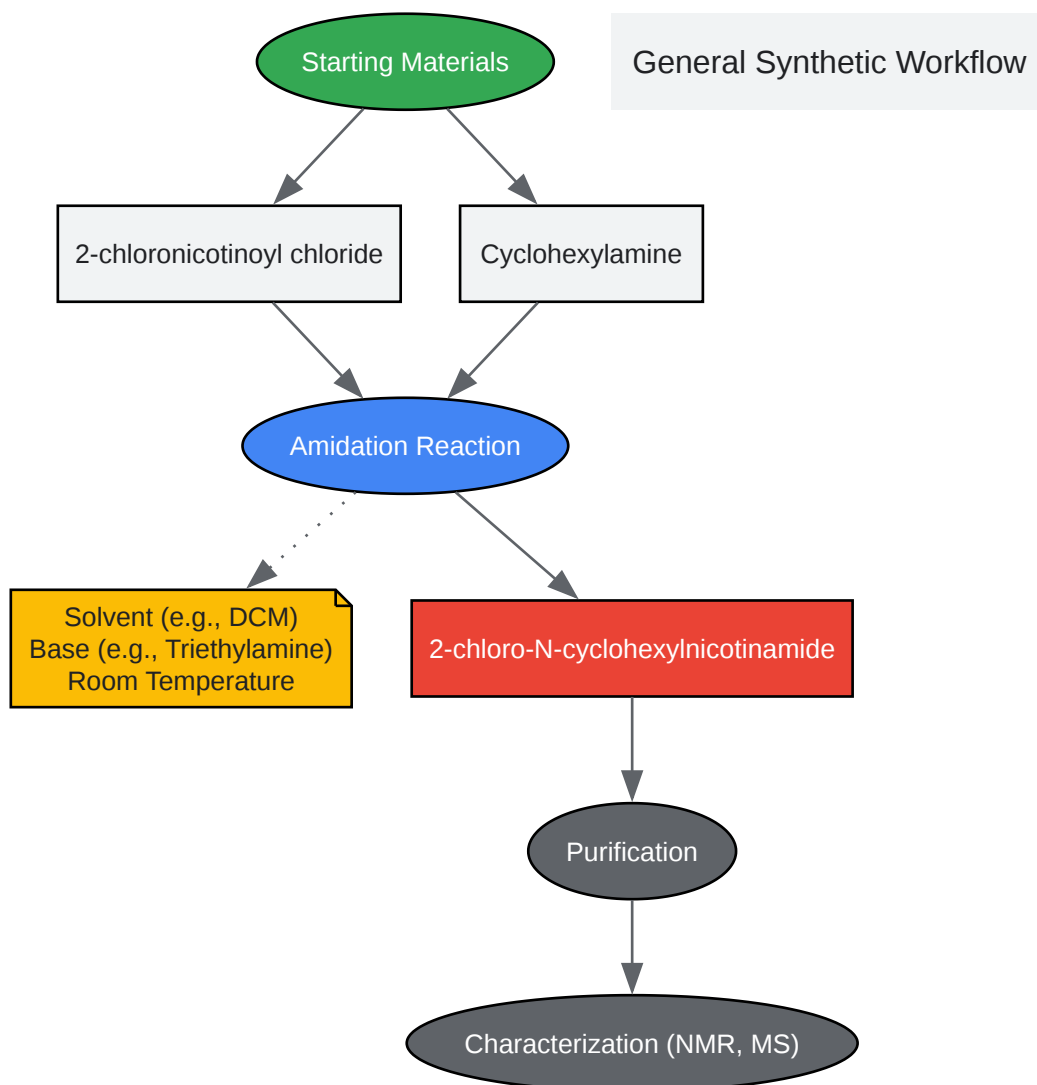 Starting Materials
General Synthetic Workflow
2-chloronicotinoyl chloride
Cyclohexylamine
Amidation Reaction
Solvent (e.g., DCM)
Base (e.g., Triethylamine)
Room Temperature
2-chloro-N-cyclohexylnicotinamide
Purification
Characterization (NMR, MS)